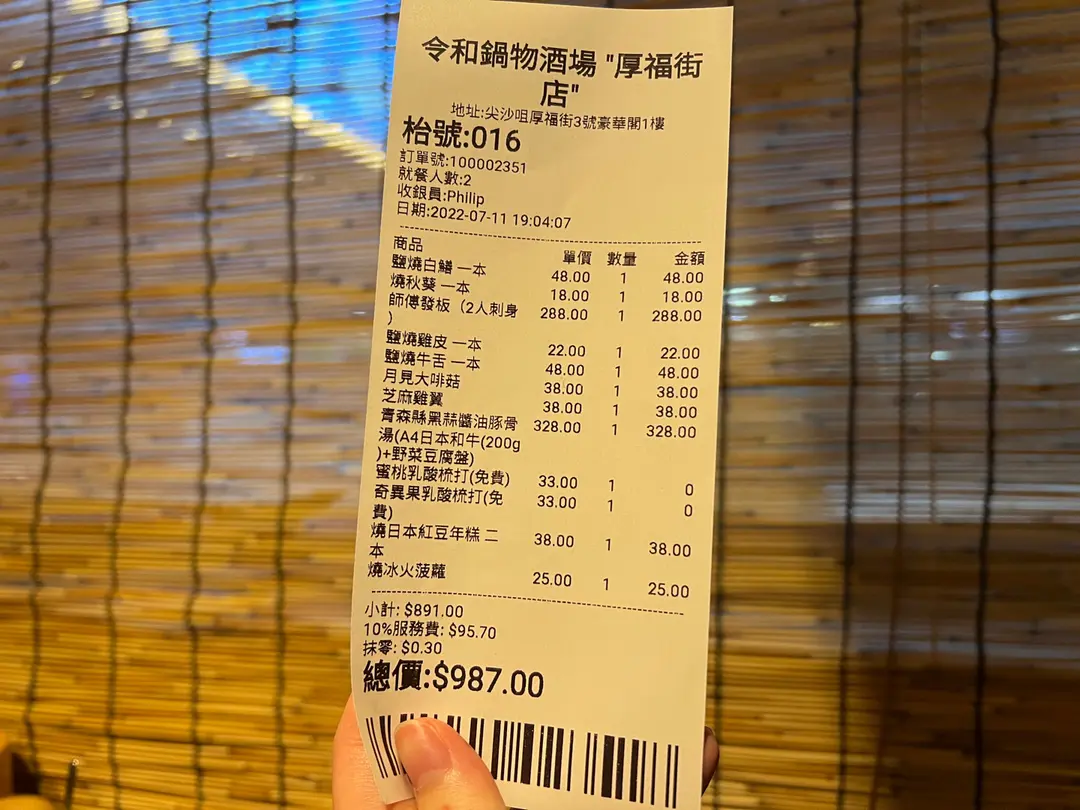 令和鍋物酒場 "厚福街
店"
地址:尖沙咀厚福街3號豪華閣1樓
枱號:016
訂單號:100002351
就餐人數:2
收銀員:Philip
日期:2022-07-11 19:04:07
商品 單價 數量 金額
鹽燒白鱔 一本 48.00 1 48.00
燒秋葵 一本 18.00 1 18.00
師傅發板（2人刺身 288.00 1 288.00
）
鹽燒雞皮 一本 22.00 1 22.00
鹽燒牛舌 一本 48.00 1 48.00
月見大啡菇 38.00 1 38.00
芝麻雞翼 38.00 1 38.00
青森縣黑蒜醬油豚骨 328.00 1 328.00
湯(A4日本和牛(200g
)+野菜豆腐盤)
蜜桃乳酸梳打(免費) 33.00 1 0
奇異果乳酸梳打(免 33.00 1 0
費)
燒日本紅豆年糕 二 38.00 1 38.00
本
燒冰火菠蘿 25.00 1 25.00
小計: $891.00
10%服務費: $95.70
抹零: $0.30
總價:$987.00